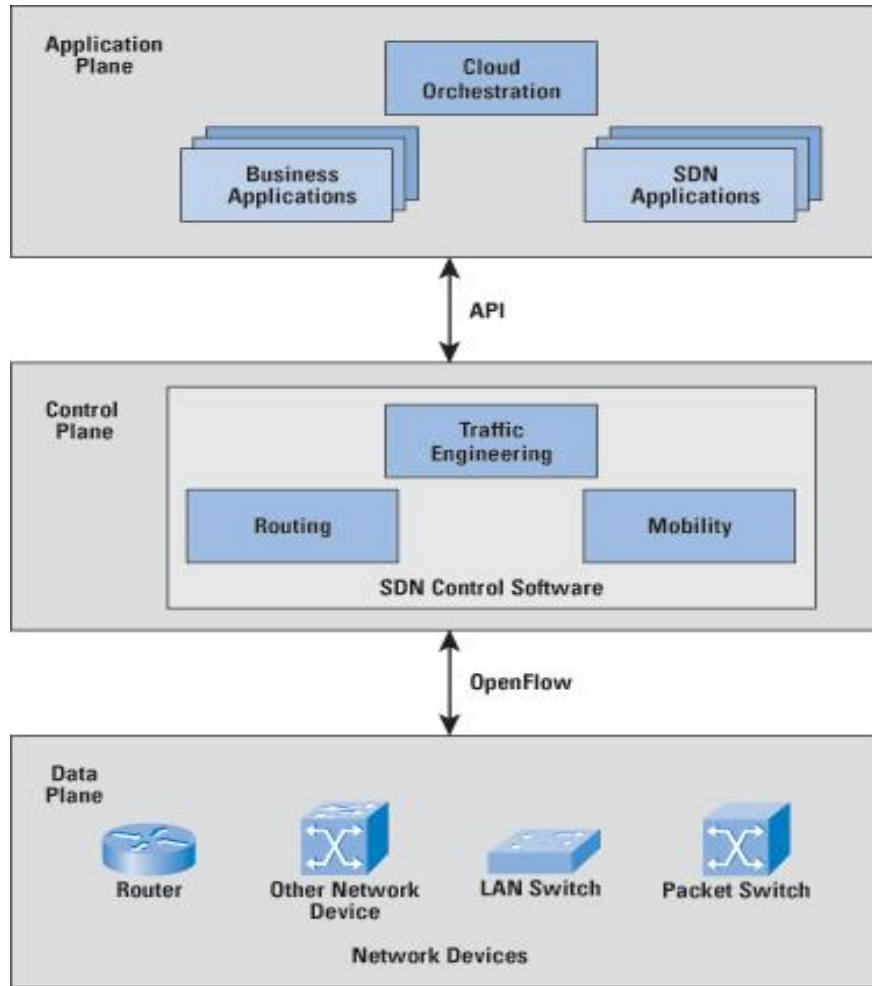 Application
Plane
Cloud
Orchestration
Business
Applications
SDN
Applications
API
Control
Plane
Traffic
Engineering
Routing
Mobility
SDN Control Software
OpenFlow
Data
Plane
Router
Other Network
Device
LAN Switch
Packet Switch
Network Devices